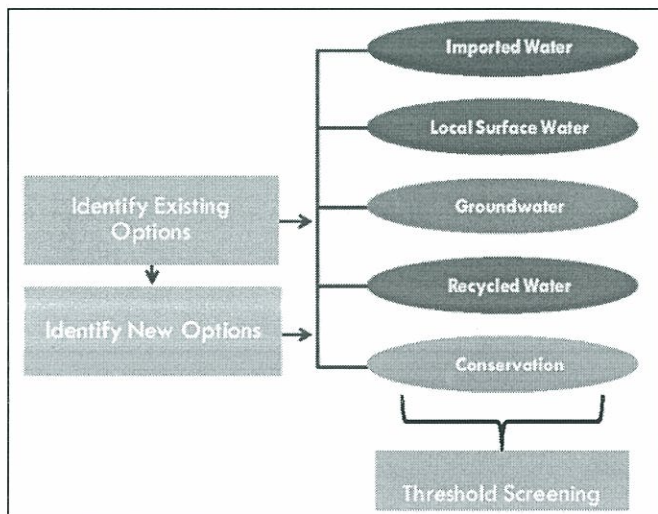 Imported Water
Local Surface Water
Identify Existing
Options
Groundwater
Identify New Options
Recycled Water
Conservation
Threshold Screening